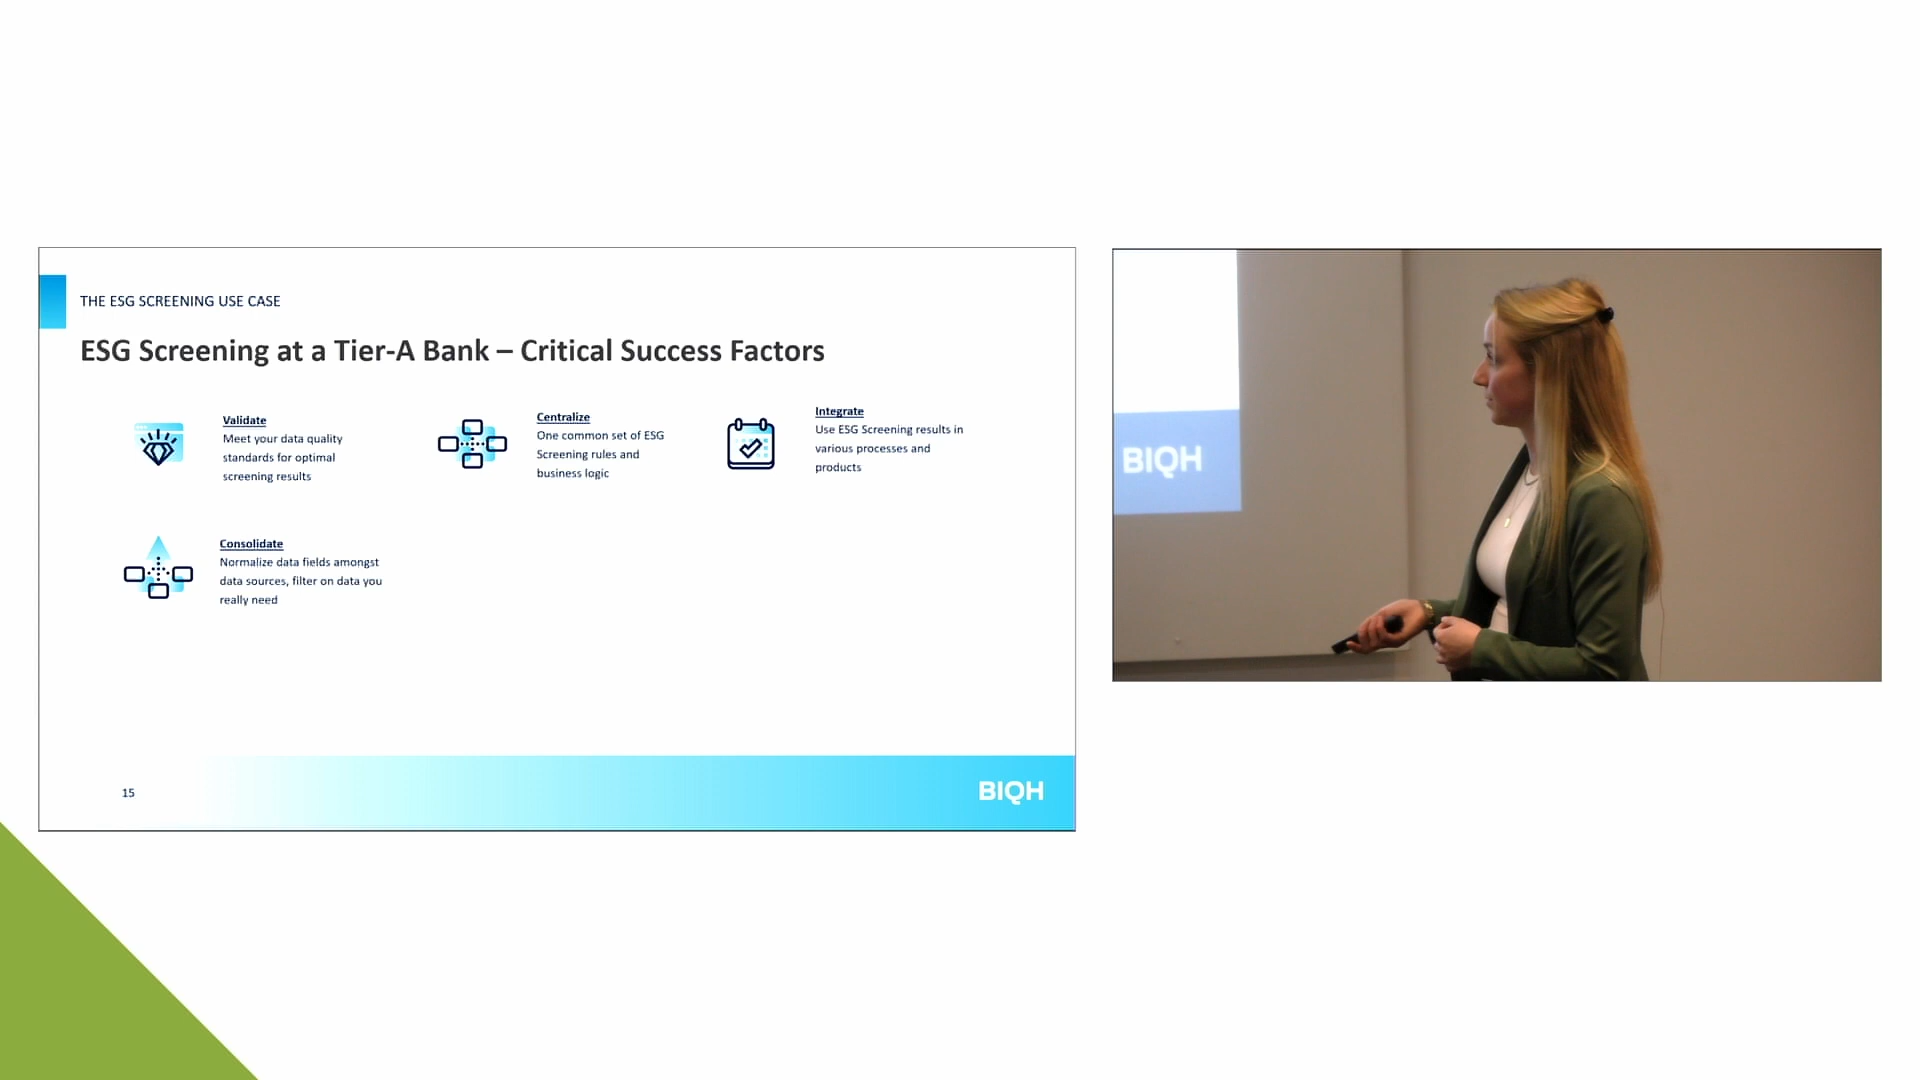 THE ESG SCREENING USE CASE
ESG Screening at a Tier-A Bank – Critical Success Factors
Validate
Meet your data quality
standards for optimal
screening results
Centralize
One common set of ESG
Screening rules and
business logic
Integrate
Use ESG Screening results in
various processes and
products
Consolidate
Normalize data fields amongst
data sources, filter on data you
really need
15
BIQH
BIQH